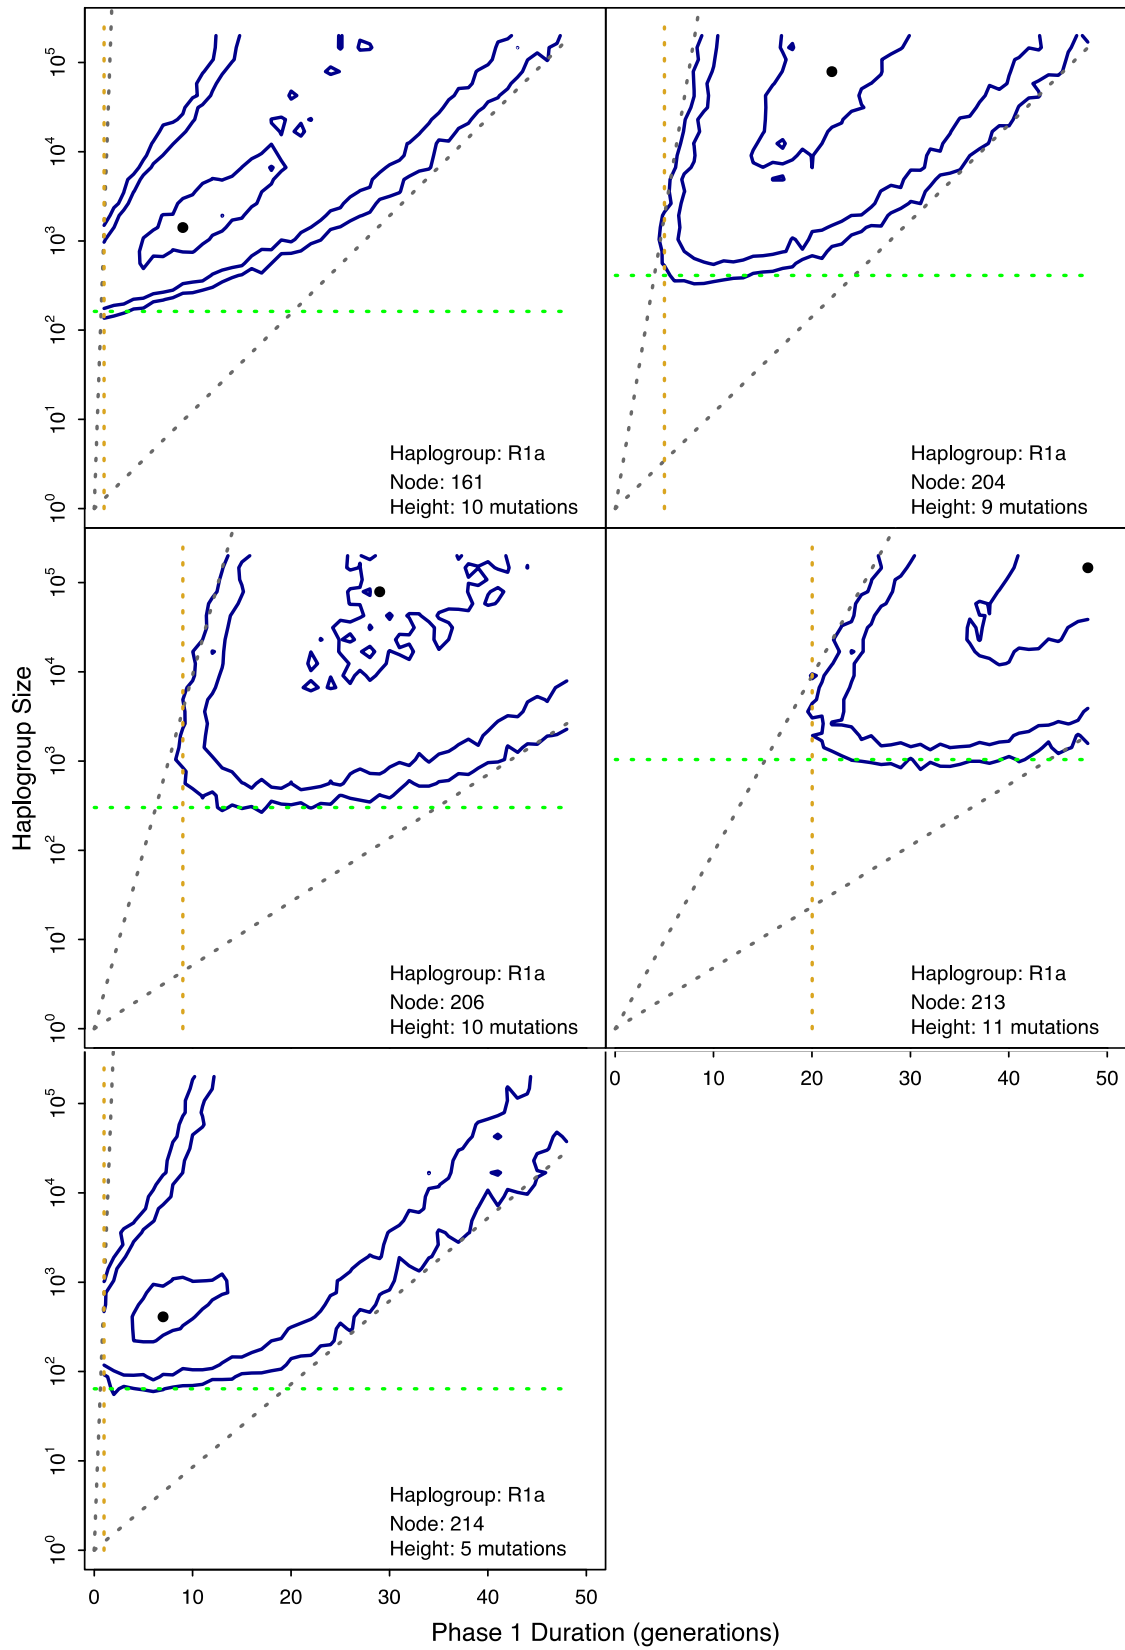 10^5
10^4
10^3
10^2
10^1
10^0
Haplogroup: R1a
Node: 161
Height: 10 mutations
Haplogroup: R1a
Node: 204
Height: 9 mutations
Haplogroup Size
10^5
10^4
10^3
10^2
10^1
10^0
Haplogroup: R1a
Node: 206
Height: 10 mutations
Haplogroup: R1a
Node: 213
Height: 11 mutations
0 10 20 30 40 50
10^5
10^4
10^3
10^2
10^1
10^0
Haplogroup: R1a
Node: 214
Height: 5 mutations
0 10 20 30 40 50
Phase 1 Duration (generations)